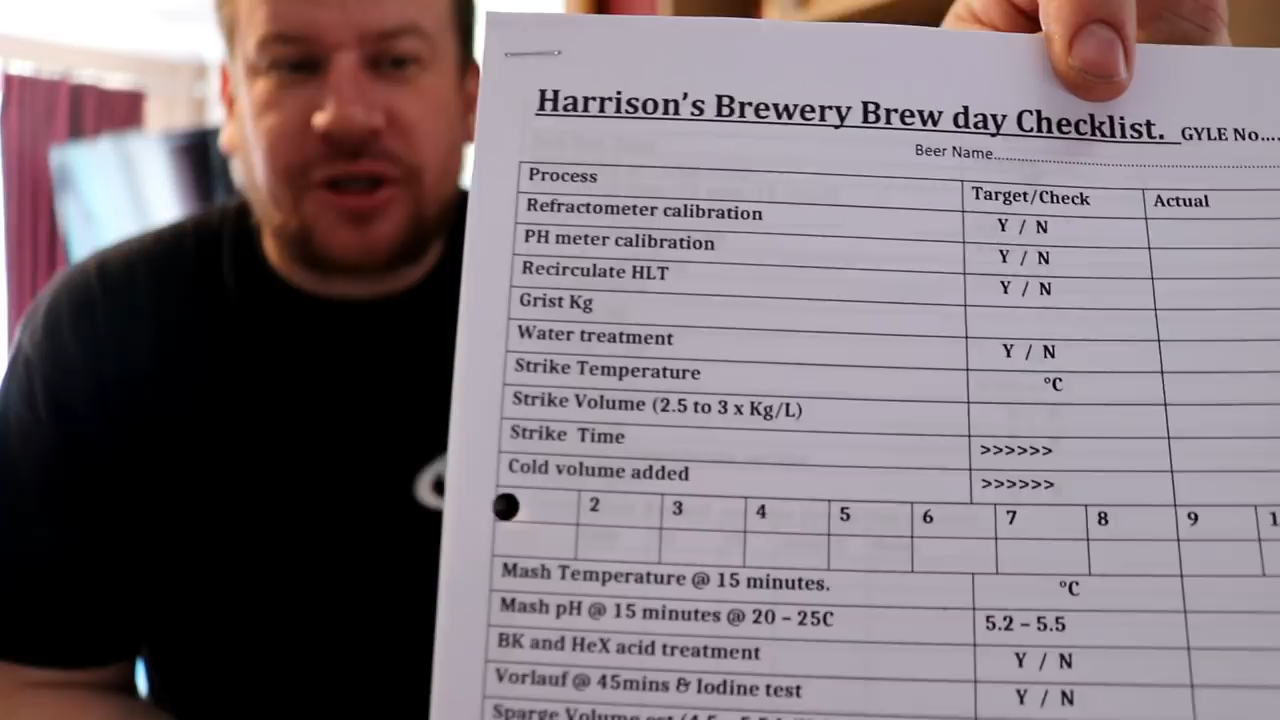 Harrison's Brewery Brew day Checklist. GYLE No....
Beer Name...............................................
Process Target/Check Actual
Refractometer calibration Y / N
PH meter calibration Y / N
Recirculate HLT Y / N
Grist Kg
Water treatment Y / N
Strike Temperature °C
Strike Volume (2.5 to 3 x Kg/L)
Strike Time >>>>>>
Cold volume added >>>>>>
2 3 4 5 6 7 8 9
Mash Temperature @ 15 minutes. °C
Mash pH @ 15 minutes @ 20 – 25C 5.2 – 5.5
BK and HeX acid treatment Y / N
Vorlauf @ 45mins & Iodine test Y / N
Sparge Volume